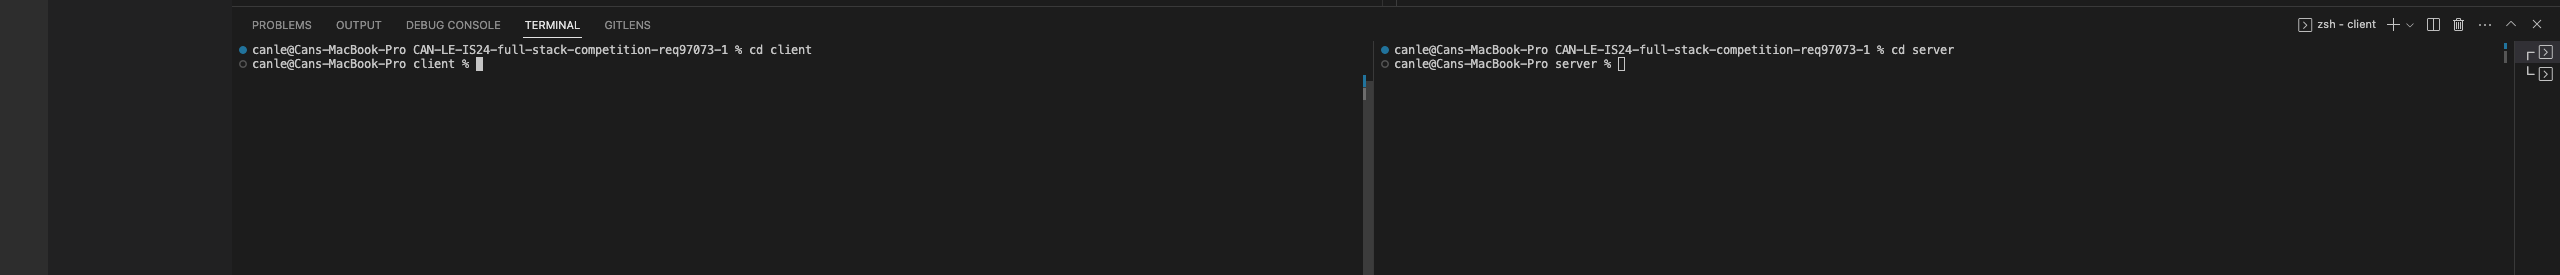 PROBLEMS OUTPUT DEBUG CONSOLE TERMINAL GITLENS
zsh - client
canle@Cans-MacBook-Pro CAN-LE-IS24-full-stack-competition-req97073-1 % cd client
canle@Cans-MacBook-Pro client %
canle@Cans-MacBook-Pro CAN-LE-IS24-full-stack-competition-req97073-1 % cd server
canle@Cans-MacBook-Pro server %